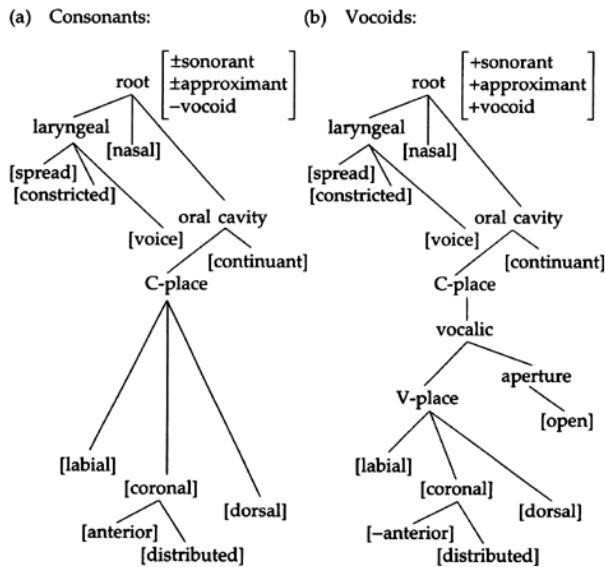 (a) Consonants:
root
±sonorant
±approximant
−vocoid
laryngeal
[nasal]
[spread]
[constricted]
oral cavity
[voice]
[continuant]
C-place
[labial]
[coronal]
[dorsal]
[anterior]
[distributed]
(b) Vocoids:
root
+sonorant
+approximant
+vocoid
laryngeal
[nasal]
[spread]
[constricted]
oral cavity
[voice]
[continuant]
C-place
vocalic
aperture
V-place
[open]
[labial]
[coronal]
[dorsal]
[−anterior]
[distributed]